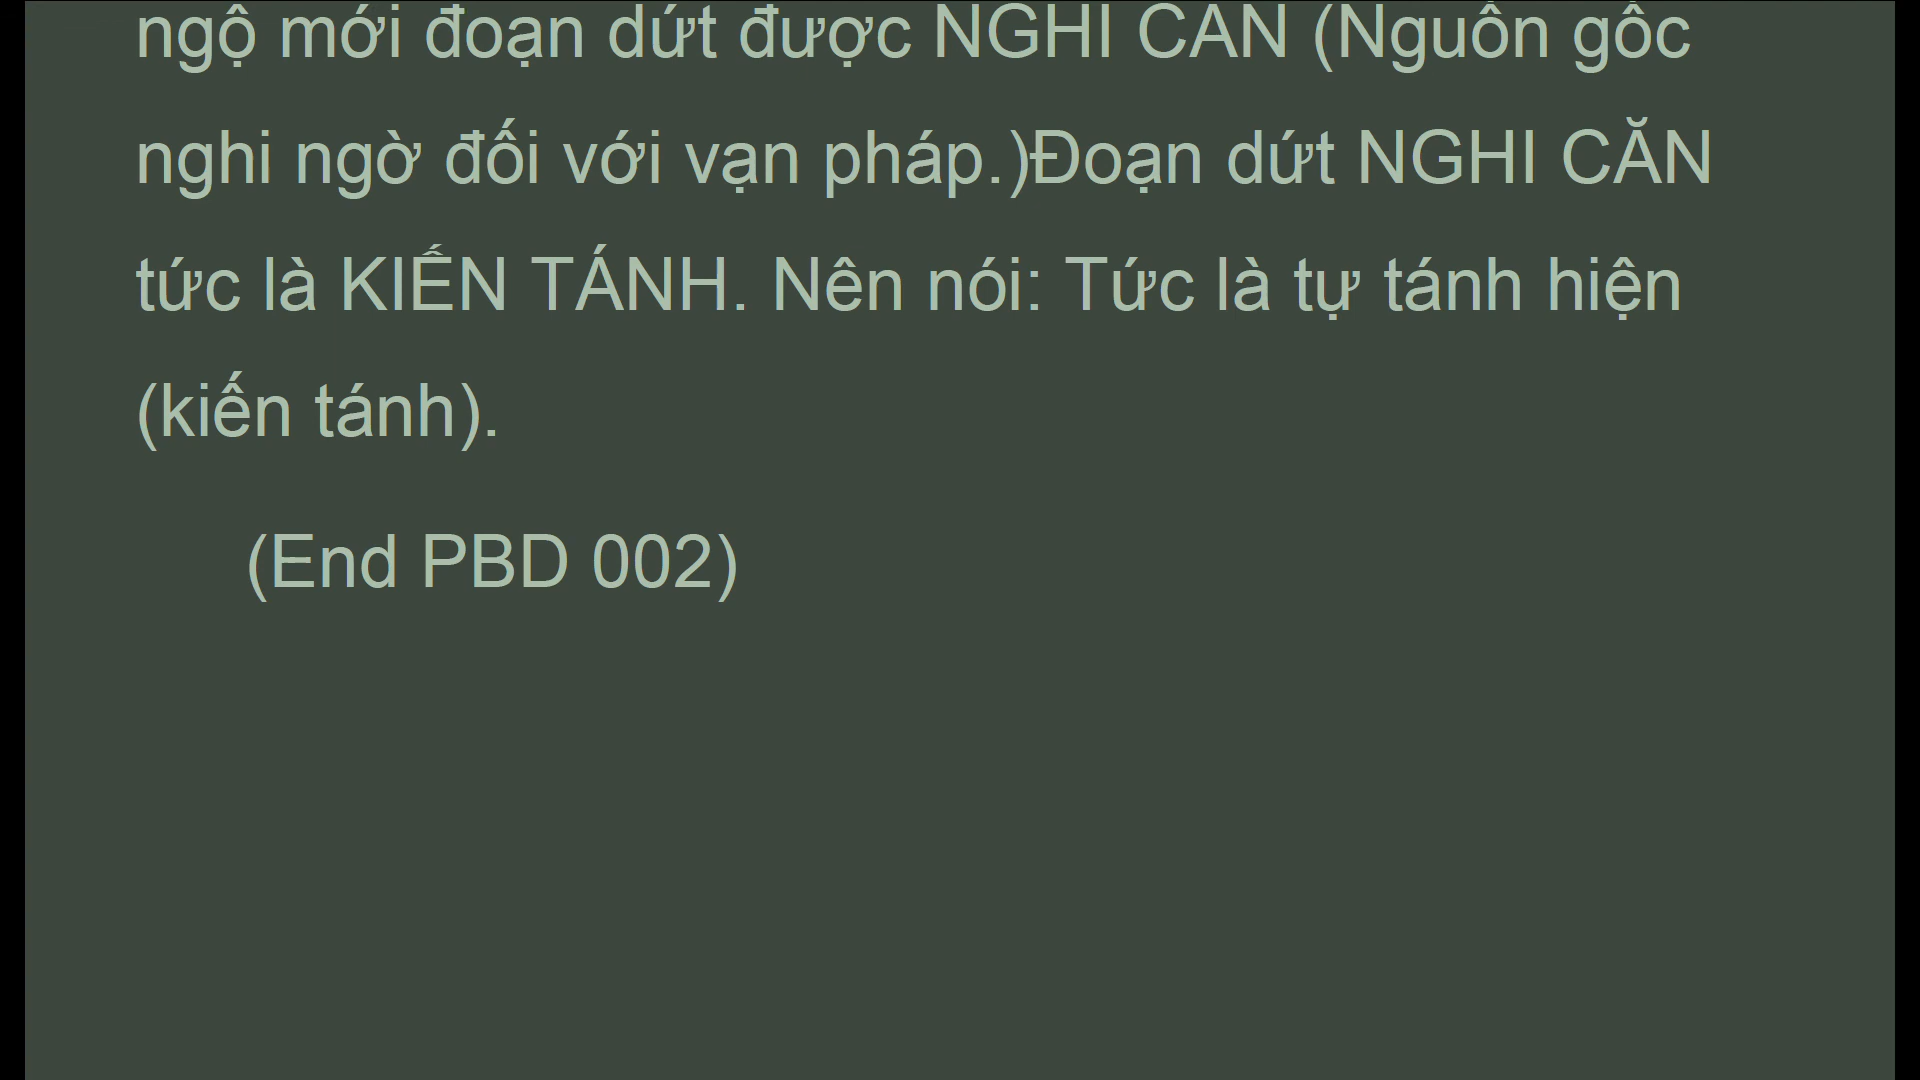 ngộ mới đoạn dứt được NGHI CĂN (Nguồn gốc
nghi ngờ đối với vạn pháp.)Đoạn dứt NGHI CĂN
tức là KIẾN TÁNH. Nên nói: Tức là tự tánh hiện
(kiến tánh).
(End PBD 002)